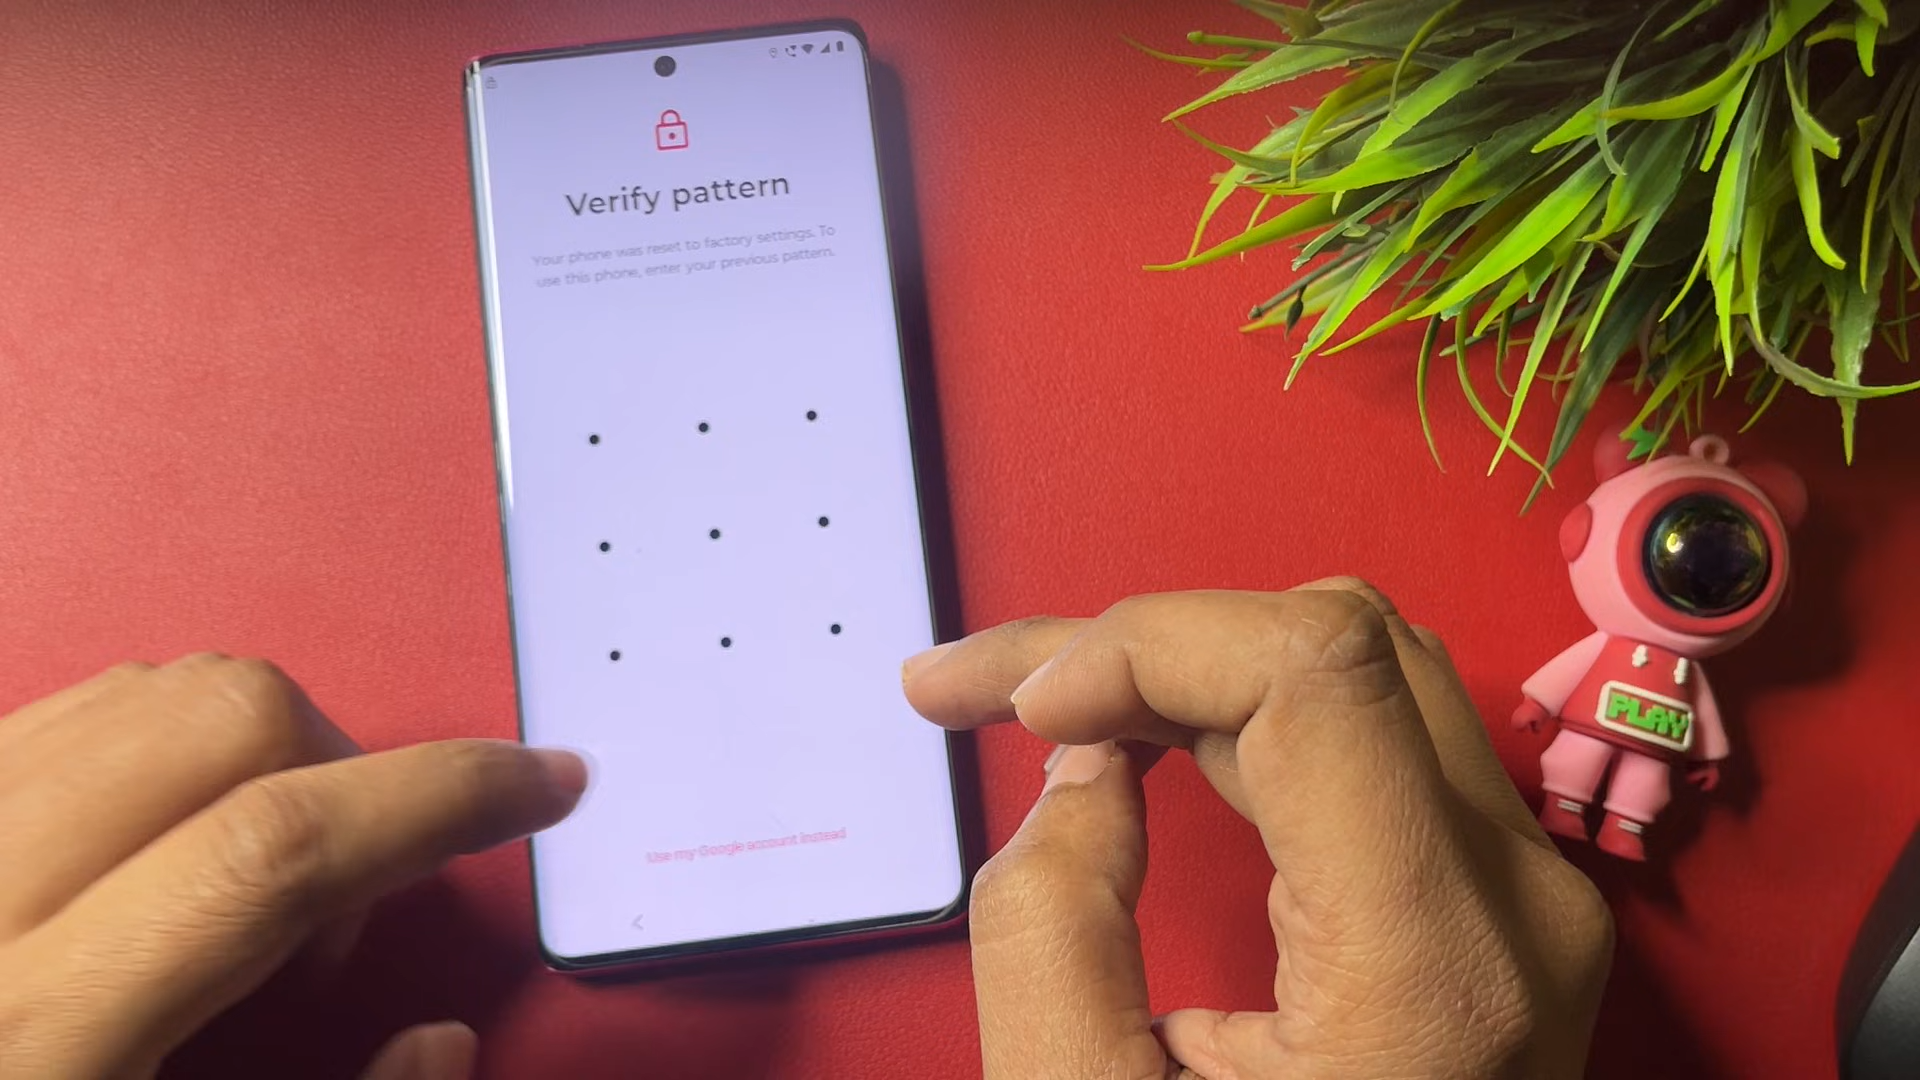 Verify pattern
Your phone was reset to factory settings. To
use this phone, enter your previous pattern.
Use my Google account instead
PLAY